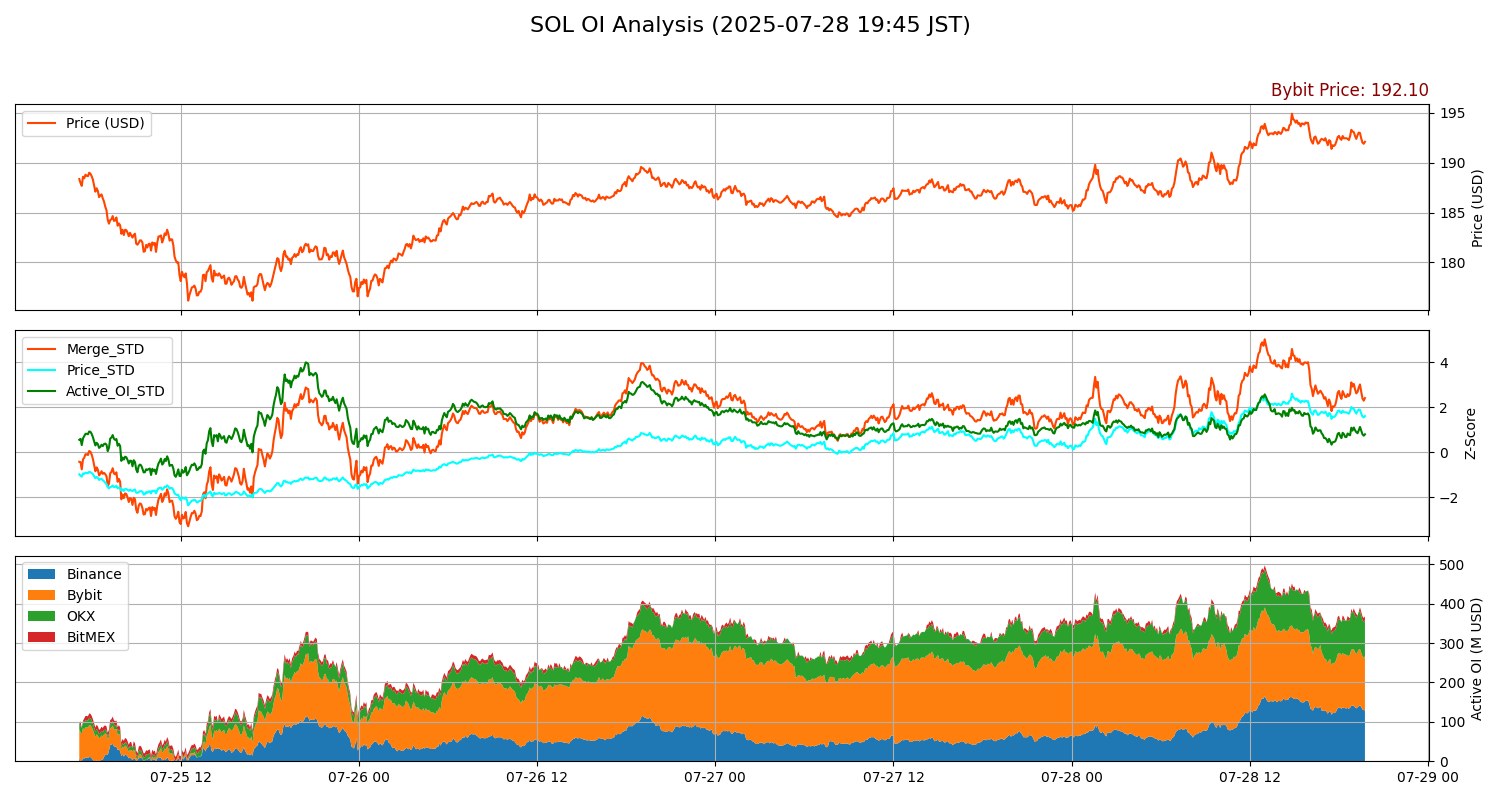 SOL OI Analysis (2025-07-28 19:45 JST)
Bybit Price: 192.10
Price (USD)
195
190
185
180
Price (USD)
Merge_STD
Price_STD
Active_OI_STD
4
2
0
−2
Z-Score
Binance
Bybit
OKX
BitMEX
500
400
300
200
100
0
Active OI (M USD)
07-25 12
07-26 00
07-26 12
07-27 00
07-27 12
07-28 00
07-28 12
07-29 00